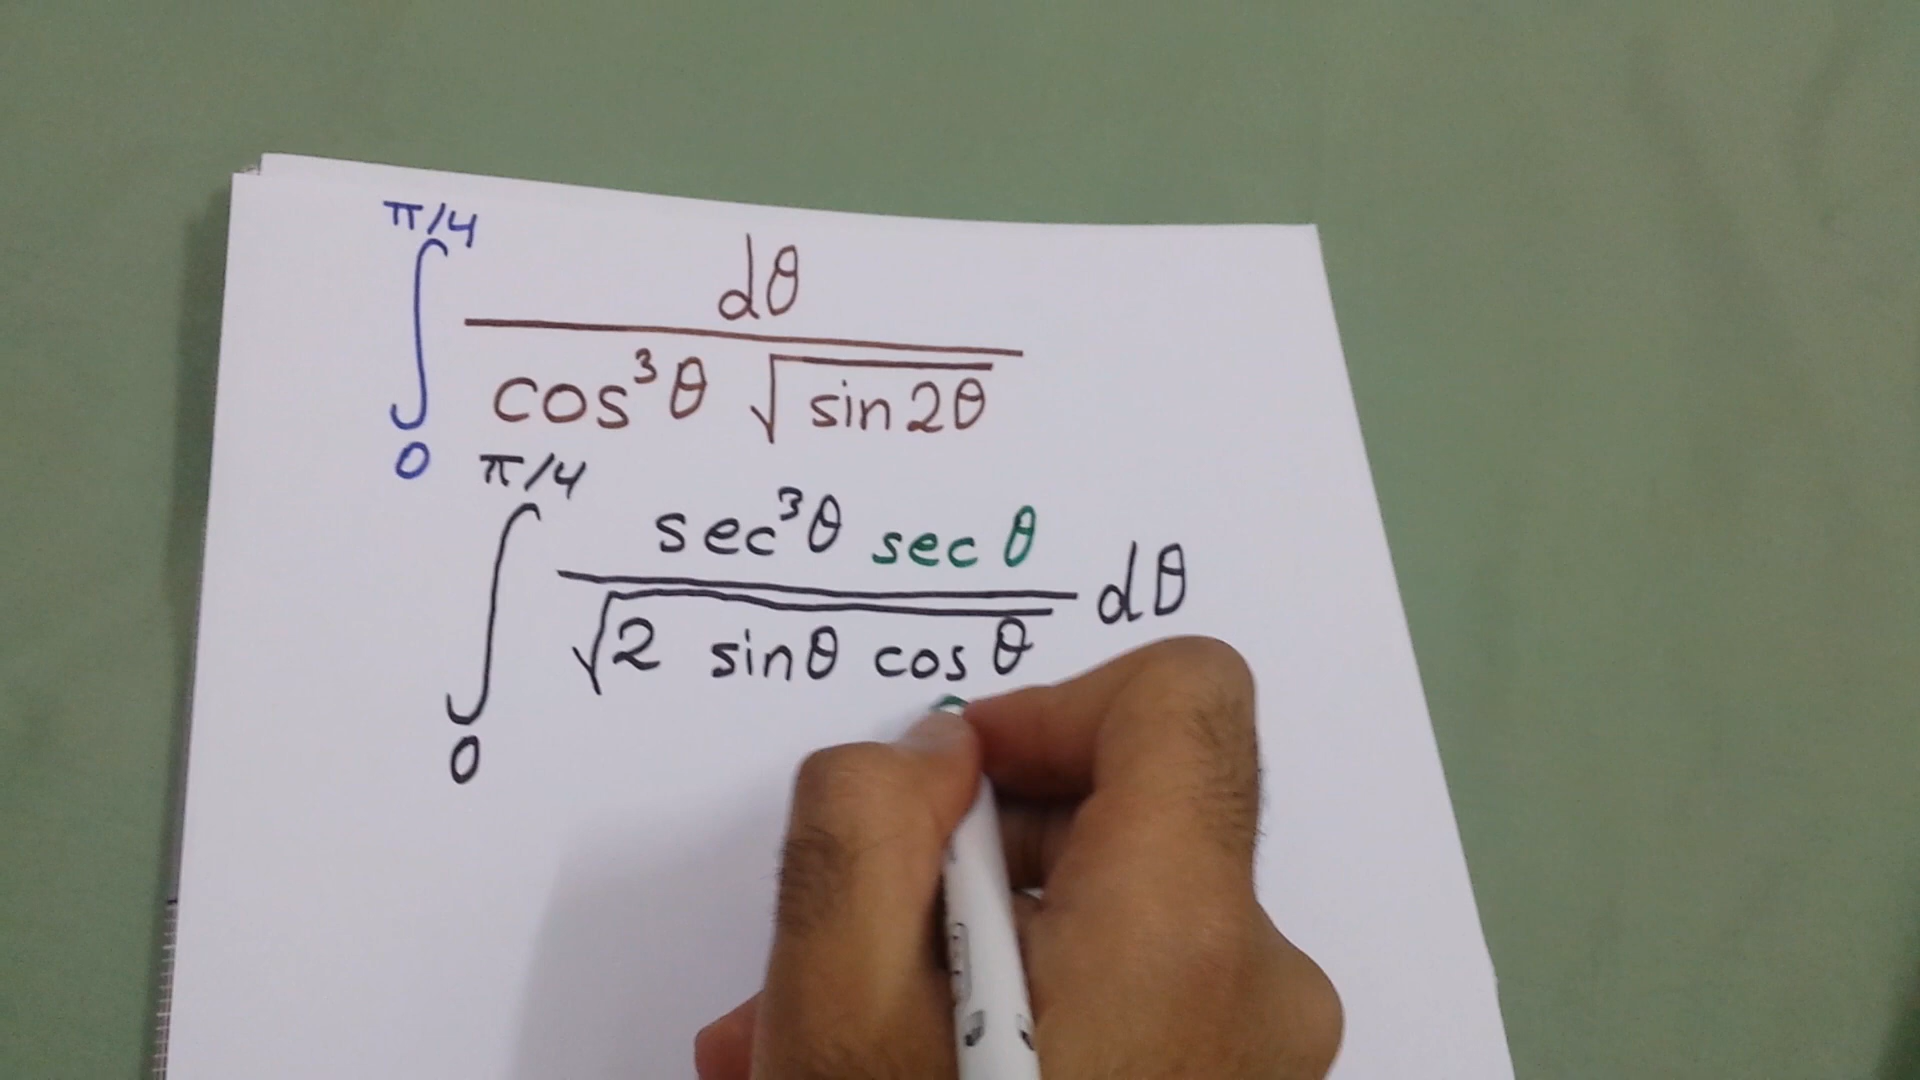 π/4
dθ
∫
cos³θ √sin2θ
0
π/4
sec³θ sec θ
∫ dθ
√2 sinθ cos θ
0